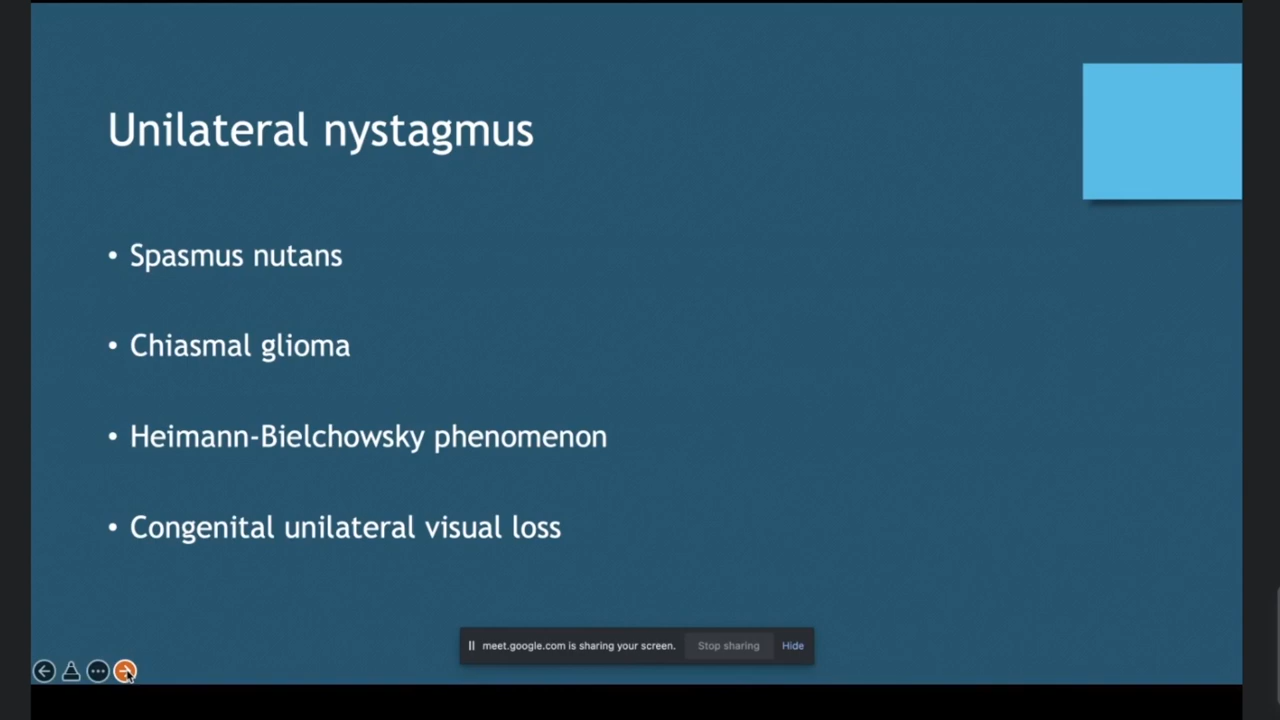 Unilateral nystagmus
• Spasmus nutans
• Chiasmal glioma
• Heimann-Bielchowsky phenomenon
• Congenital unilateral visual loss
meet.google.com is sharing your screen. Stop sharing Hide